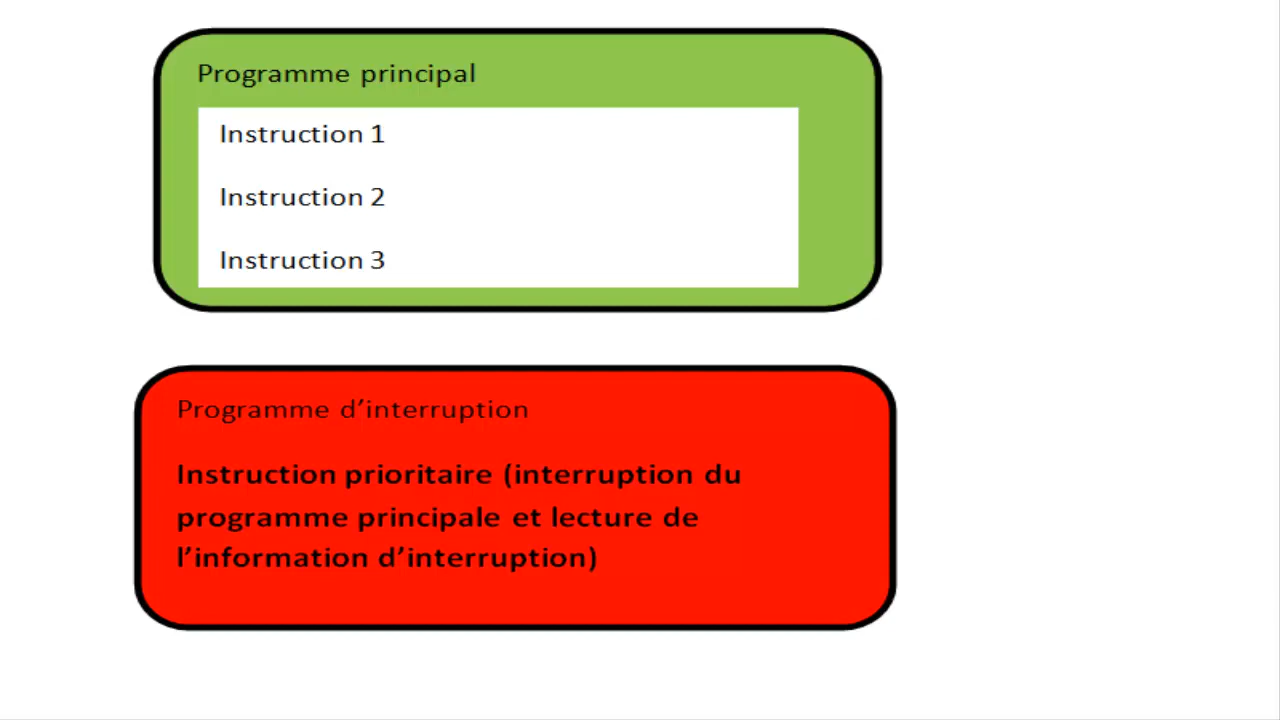 Programme principal
Instruction 1
Instruction 2
Instruction 3
Programme d’interruption
Instruction prioritaire (interruption du
programme principale et lecture de
l’information d’interruption)